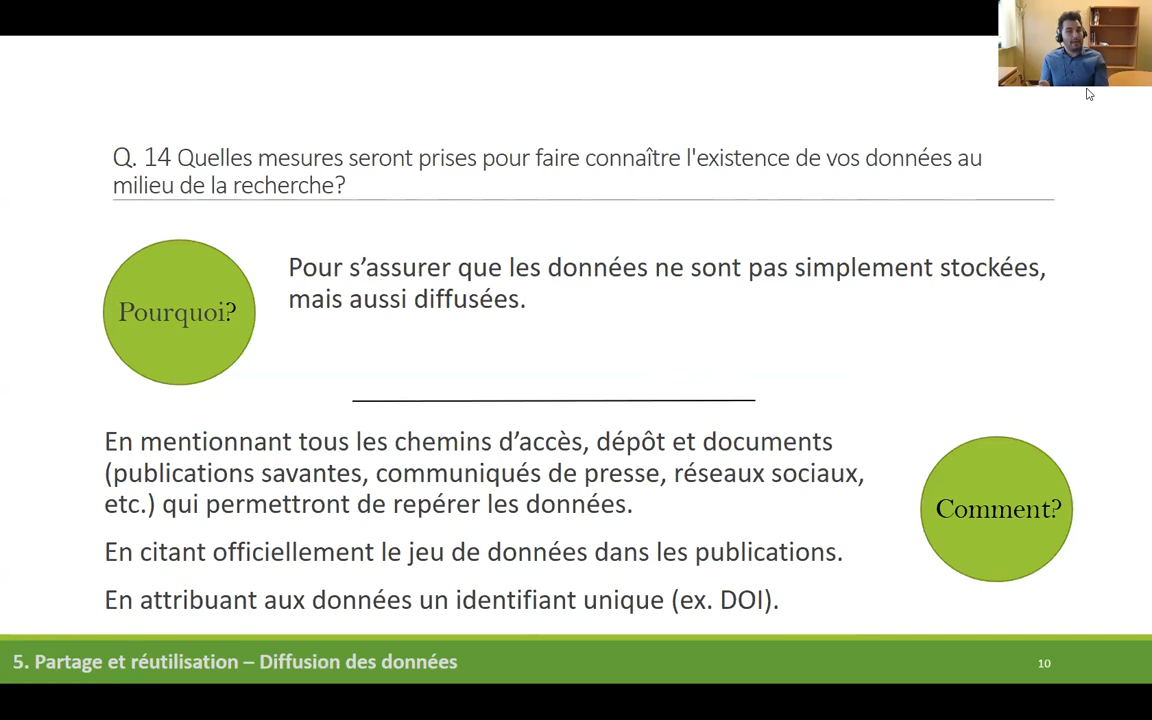 Q. 14 Quelles mesures seront prises pour faire connaître l'existence de vos données au
milieu de la recherche?
Pourquoi?
Pour s’assurer que les données ne sont pas simplement stockées,
mais aussi diffusées.
En mentionnant tous les chemins d’accès, dépôt et documents
(publications savantes, communiqués de presse, réseaux sociaux,
etc.) qui permettront de repérer les données.
En citant officiellement le jeu de données dans les publications.
En attribuant aux données un identifiant unique (ex. DOI).
Comment?
5. Partage et réutilisation – Diffusion des données
10